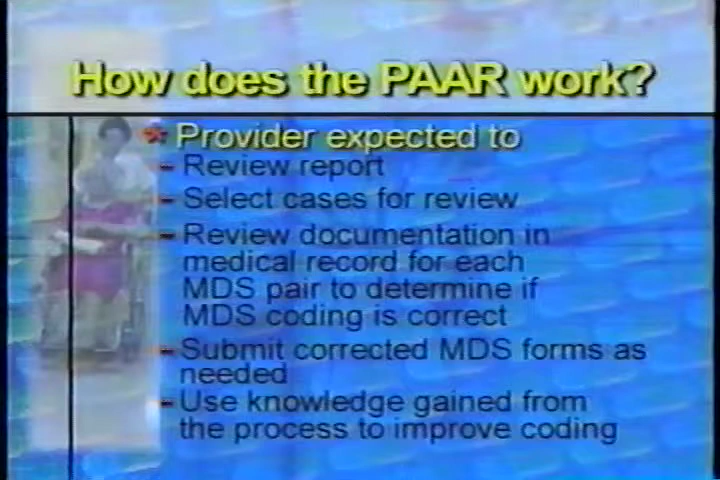 How does the PAAR work?
* Provider expected to
- Review report
- Select cases for review
- Review documentation in
medical record for each
MDS pair to determine if
MDS coding is correct
- Submit corrected MDS forms as
needed
- Use knowledge gained from
the process to improve coding